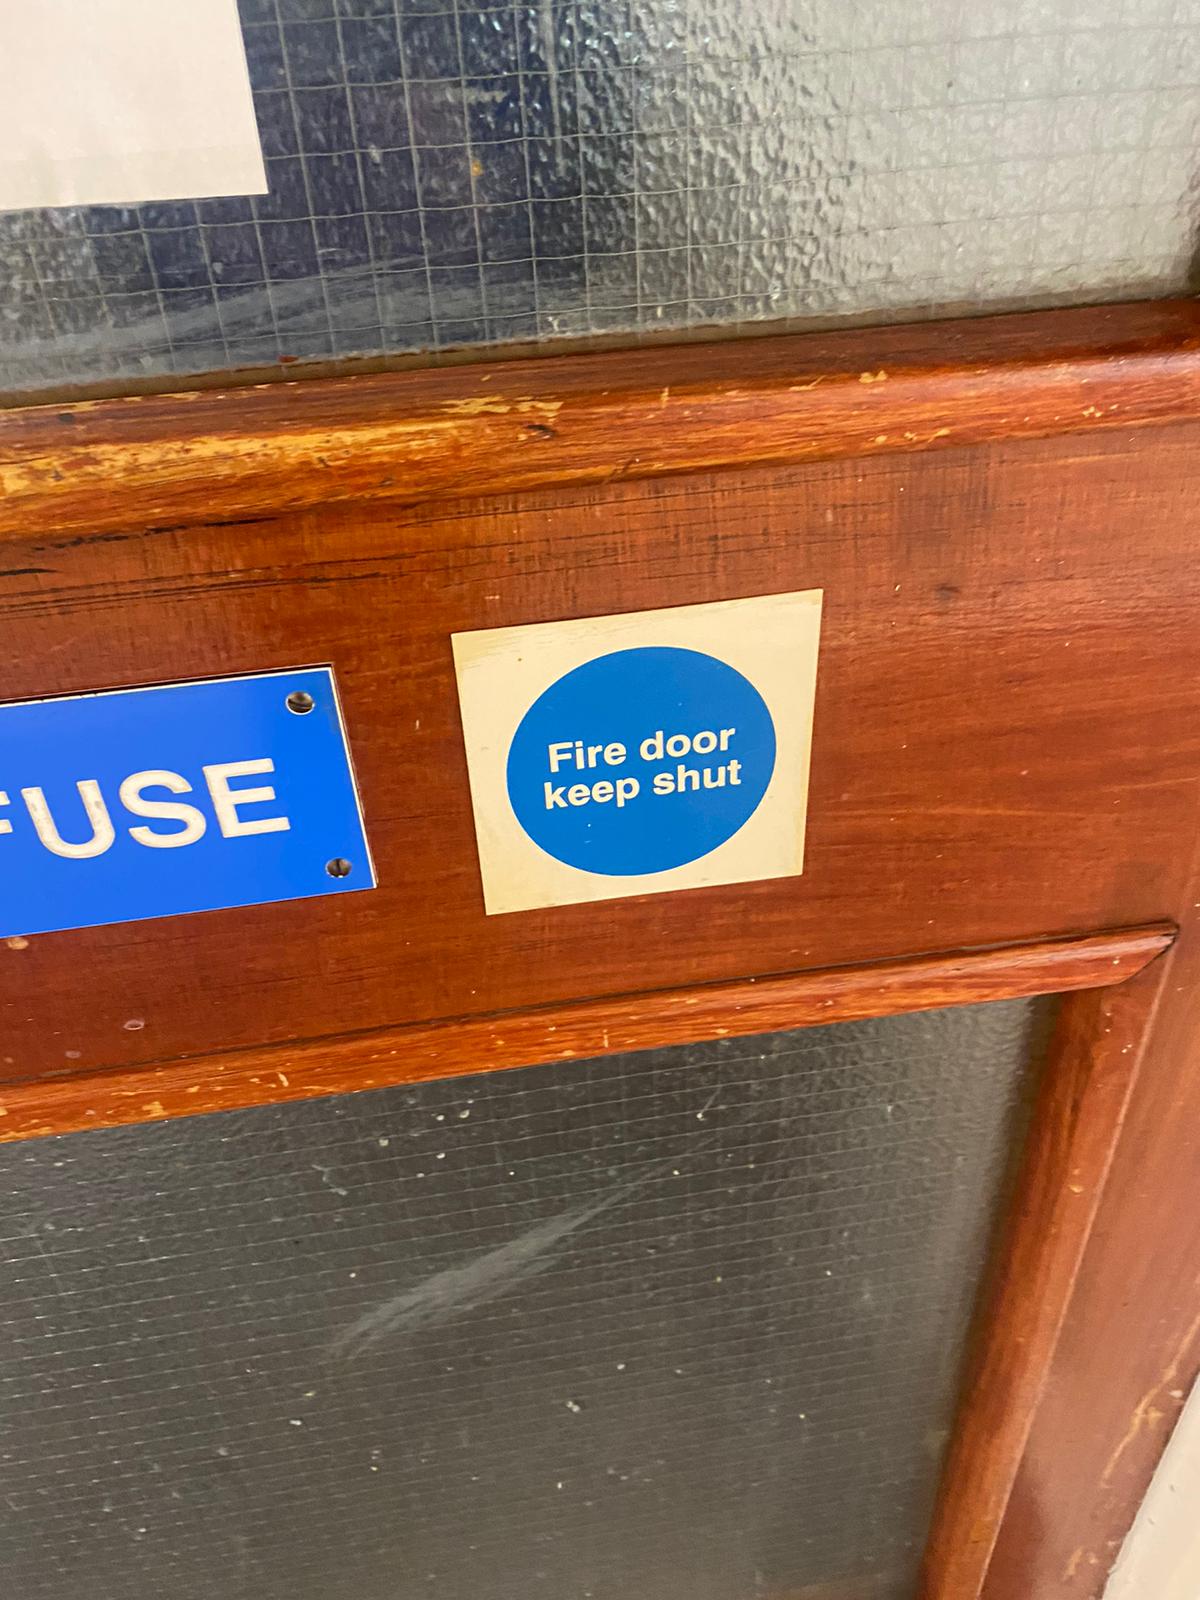 FUSE
Fire door
keep shut